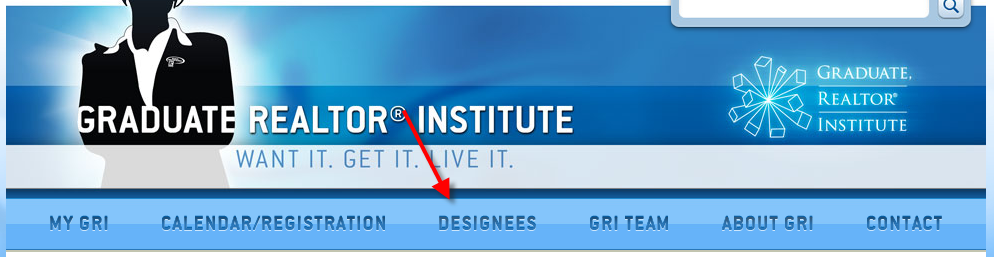 GRADUATE REALTOR® INSTITUTE
GRADUATE,
REALTOR®
INSTITUTE
WANT IT. GET IT. LIVE IT.
MY GRI CALENDAR/REGISTRATION DESIGNEES GRI TEAM ABOUT GRI CONTACT